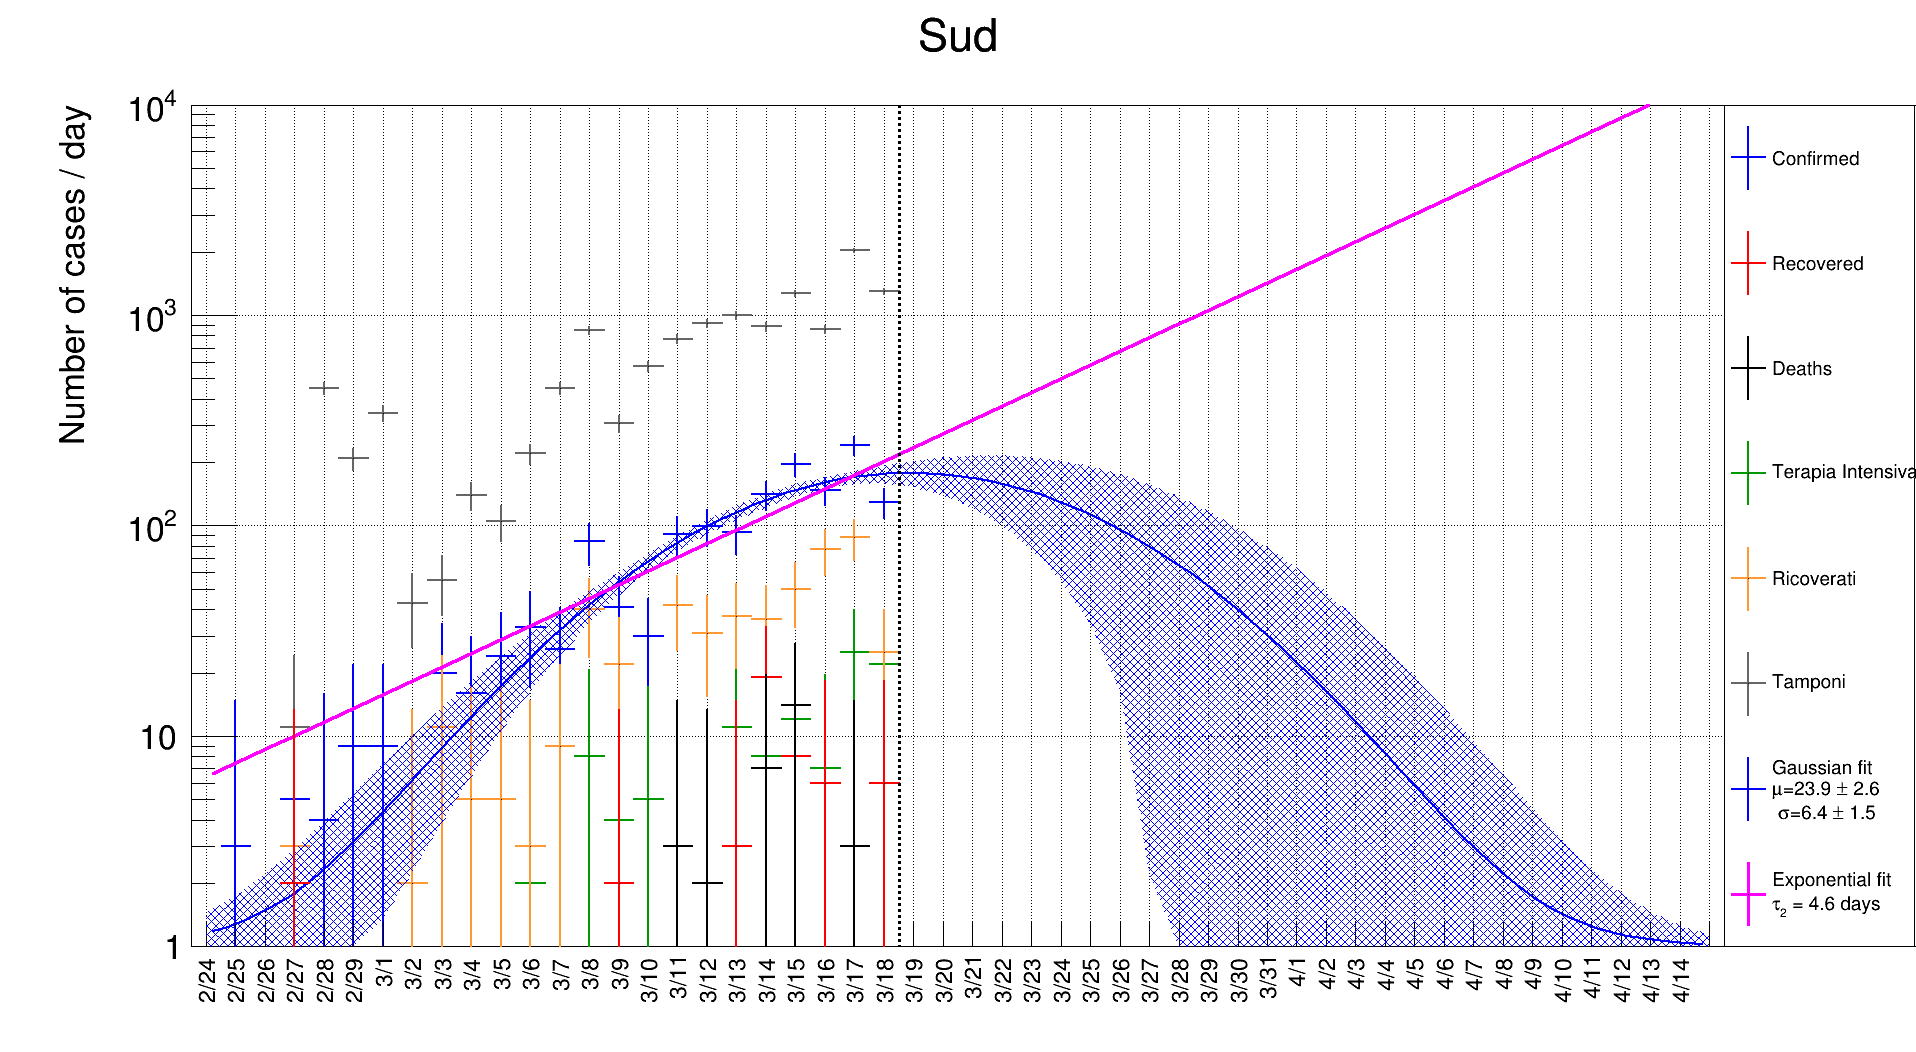 Sud
Number of cases / day
10^4
10^3
10^2
10
1
2/24 2/25 2/26 2/27 2/28 2/29 3/1 3/2 3/3 3/4 3/5 3/6 3/7 3/8 3/9 3/10 3/11 3/12 3/13 3/14 3/15 3/16 3/17 3/18 3/19 3/20 3/21 3/22 3/23 3/24 3/25 3/26 3/27 3/28 3/29 3/30 3/31 4/1 4/2 4/3 4/4 4/5 4/6 4/7 4/8 4/9 4/10 4/11 4/12 4/13 4/14
Confirmed
Recovered
Deaths
Terapia Intensiva
Ricoverati
Tamponi
Gaussian fit
μ=23.9 ± 2.6
σ=6.4 ± 1.5
Exponential fit
τ₂ = 4.6 days